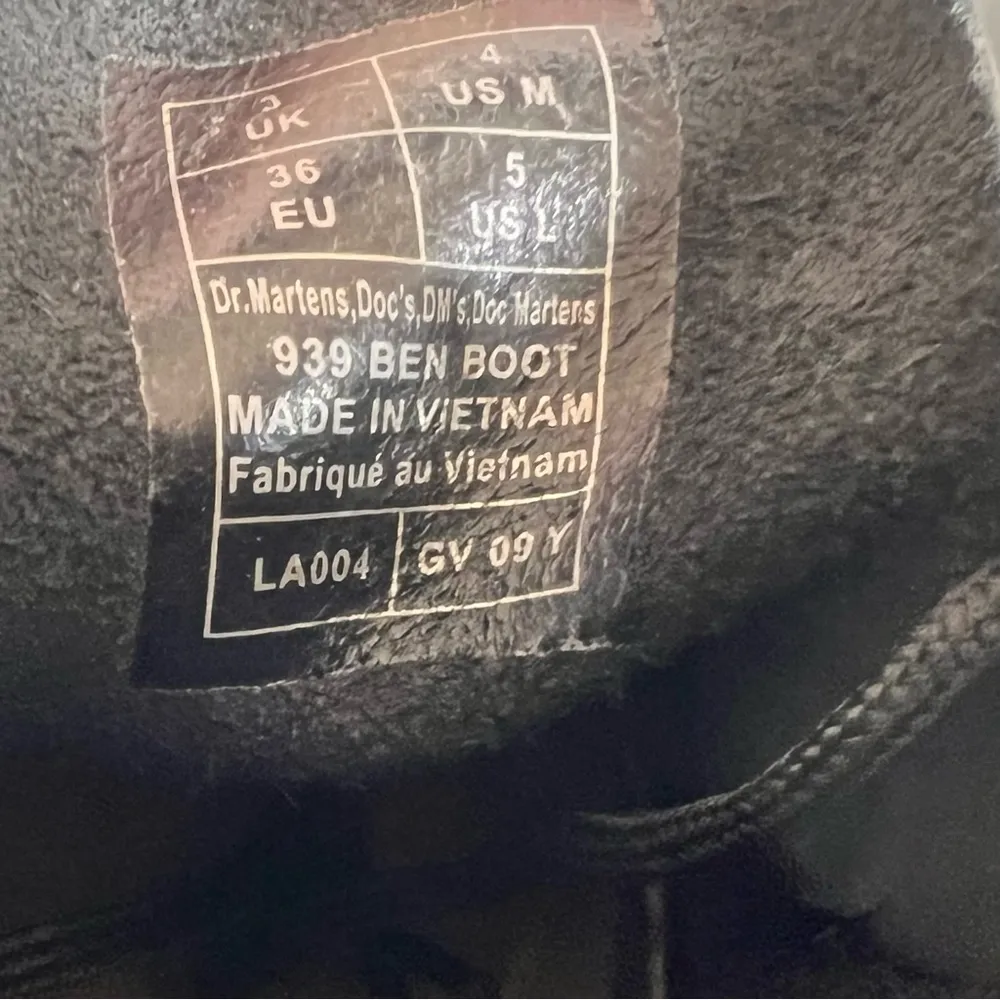 3
UK
4
US M
36
EU
5
US L
Dr.Martens,Doc's,DM's,Doc Martens
939 BEN BOOT
MADE IN VIETNAM
Fabriqué au Vietnam
LA004
GV 09 Y